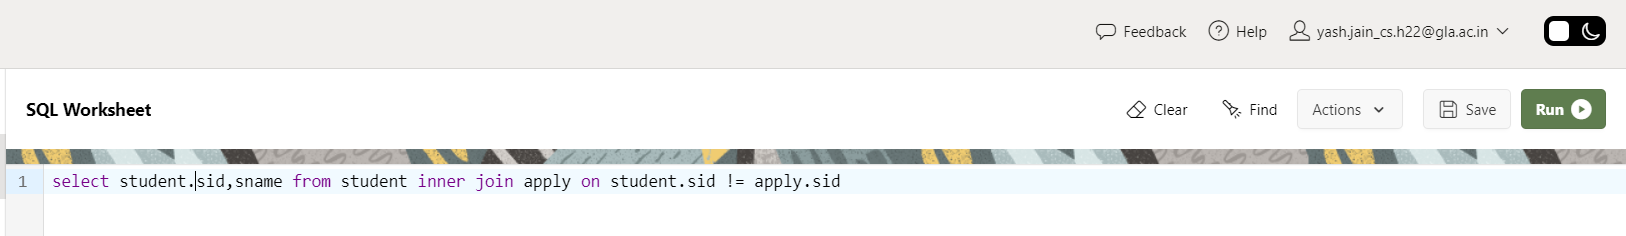 Feedback Help yash.jain_cs.h22@gla.ac.in
SQL Worksheet Clear Find Actions Save Run
1 select student.sid,sname from student inner join apply on student.sid != apply.sid